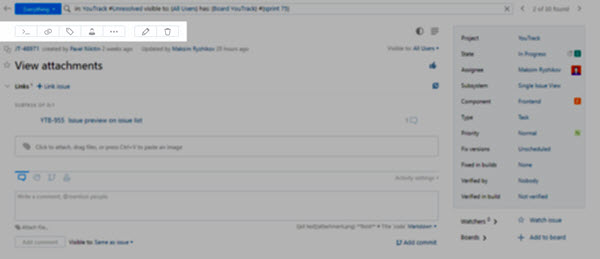 Everything in: YouTrack #Unresolved visible to: (All Users) has: (Board YouTrack) #(sprint 75) 2 of 20 found
JT-48971 created by Pavel Nikitin 2 weeks ago Updated by Maksim Ryzhikov 20 hours ago Visible to: All Users
View attachments
Links + Link issue
SUBTASK OF 0/1
YTB-955 Issue preview on issue list 1
Click to attach, drag files, or press Ctrl+V to paste an image
Activity settings
Write a comment, @mention people
Attach file...
Markdown
Add comment Visible to: Same as issue Add commit
Project YouTrack
State In Progress
Assignee Maksim Ryzhikov
Subsystem Single Issue View
Component Frontend
Type Task
Priority Normal N
Fix versions Unscheduled
Fixed in builds None
Verified by Nobody
Verified in build Not verified
Watchers Watch issue
Boards Add to board